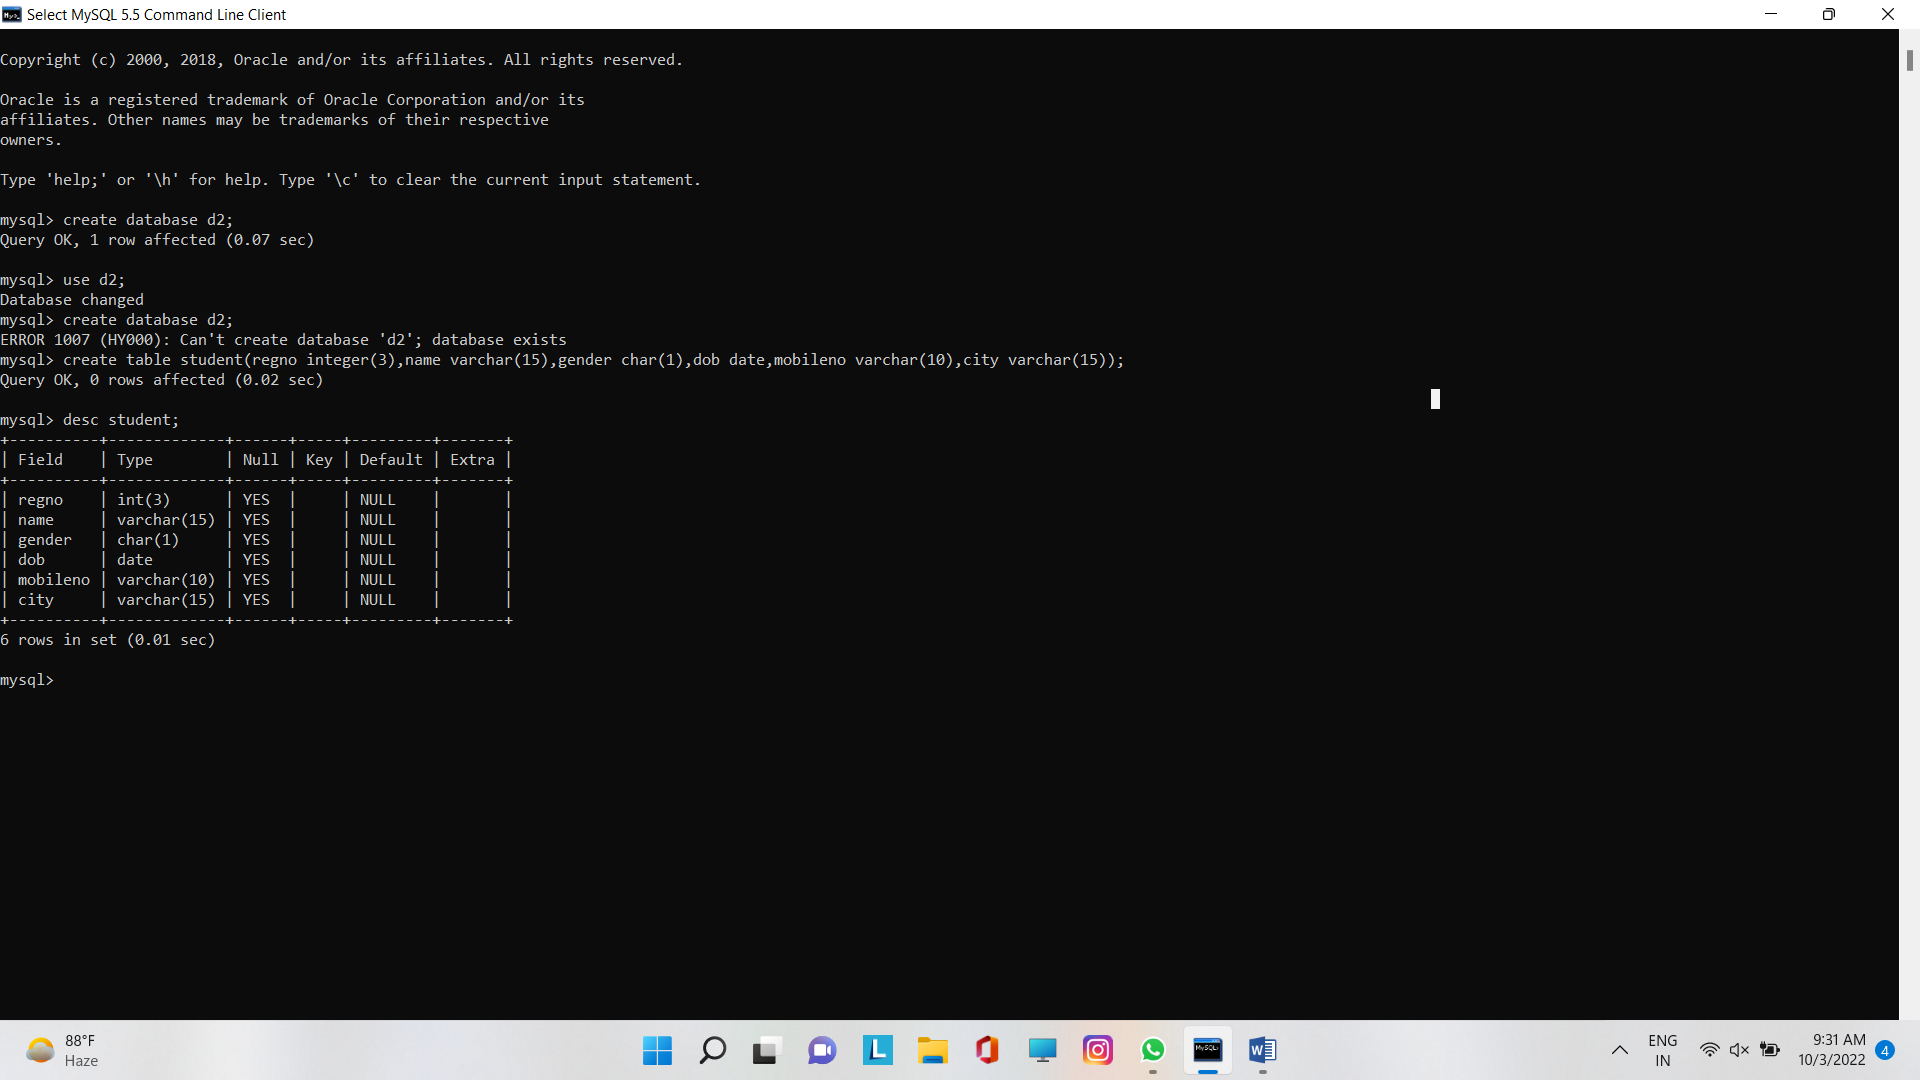 Select MySQL 5.5 Command Line Client
Copyright (c) 2000, 2018, Oracle and/or its affiliates. All rights reserved.
Oracle is a registered trademark of Oracle Corporation and/or its
affiliates. Other names may be trademarks of their respective
owners.
Type 'help;' or '\h' for help. Type '\c' to clear the current input statement.
mysql> create database d2;
Query OK, 1 row affected (0.07 sec)
mysql> use d2;
Database changed
mysql> create database d2;
ERROR 1007 (HY000): Can't create database 'd2'; database exists
mysql> create table student(regno integer(3),name varchar(15),gender char(1),dob date,mobileno varchar(10),city varchar(15));
Query OK, 0 rows affected (0.02 sec)
mysql> desc student;
+----------+-------------+------+-----+---------+-------+
| Field    | Type        | Null | Key | Default | Extra |
+----------+-------------+------+-----+---------+-------+
| regno    | int(3)      | YES  |     | NULL    |       |
| name     | varchar(15) | YES  |     | NULL    |       |
| gender   | char(1)     | YES  |     | NULL    |       |
| dob      | date        | YES  |     | NULL    |       |
| mobileno | varchar(10) | YES  |     | NULL    |       |
| city     | varchar(15) | YES  |     | NULL    |       |
+----------+-------------+------+-----+---------+-------+
6 rows in set (0.01 sec)
mysql>
88°F
Haze
L
MySQL
W
ENG
IN
9:31 AM
10/3/2022
4